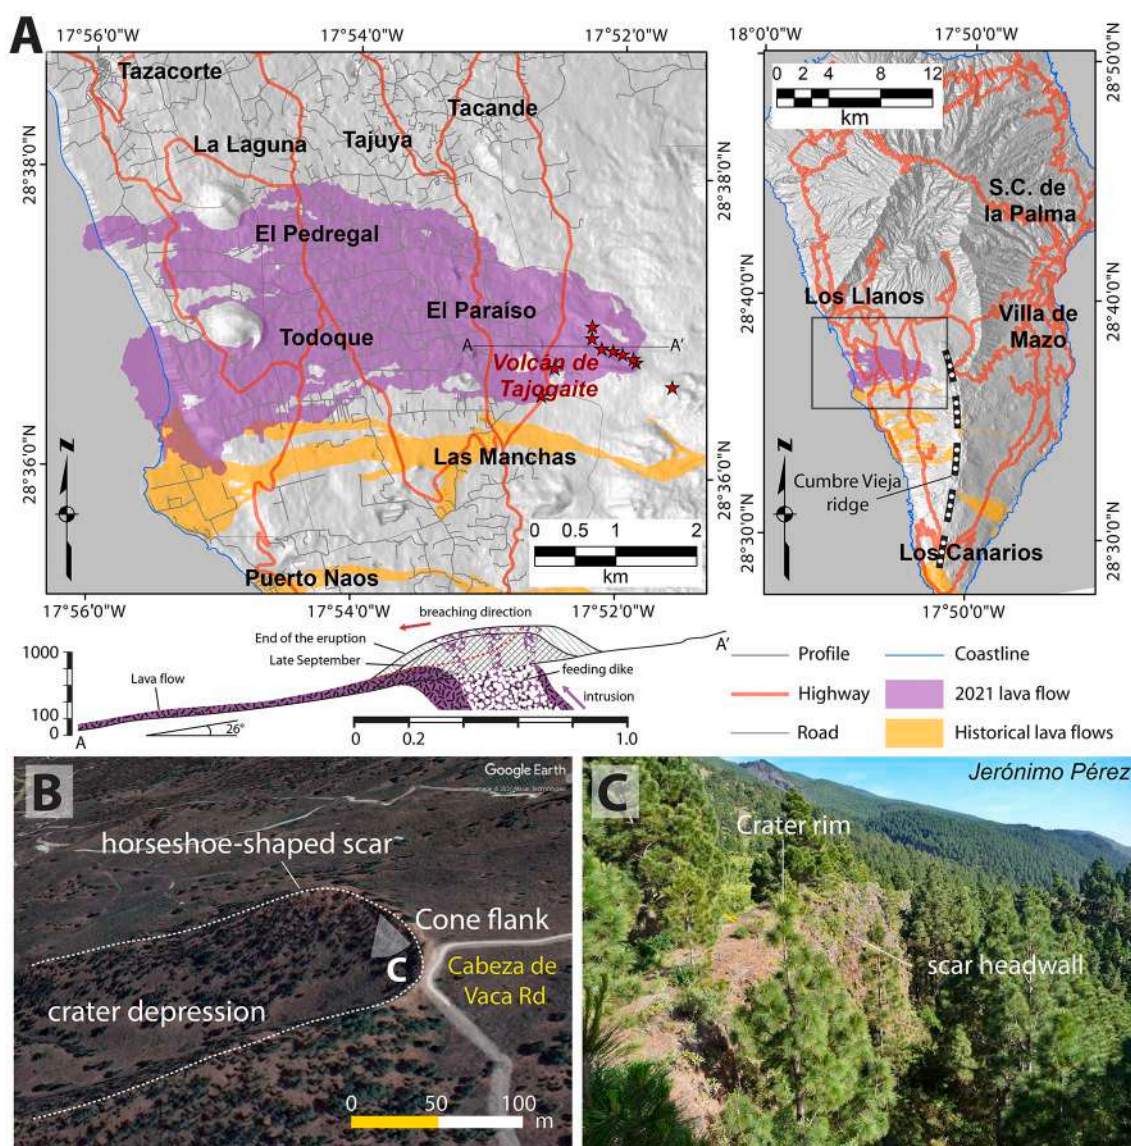 A
17°56'0"W
17°54'0"W
17°52'0"W
18°0'0"W
17°50'0"W
Tazacorte
Tacande
La Laguna
Tajuya
28°38'0"N
28°38'0"N
El Pedregal
El Paraíso
Todoque
A
A'
Volcán de
Tajogaite
28°36'0"N
28°36'0"N
Las Manchas
Z
0 0.5 1 2
km
Puerto Naos
17°56'0"W
17°54'0"W
17°52'0"W
0 2 4 8 12
km
28°50'0"N
S.C. de
la Palma
28°40'0"N
28°40'0"N
Los Llanos
Villa de
Mazo
Z
Cumbre Vieja
ridge
28°30'0"N
28°30'0"N
Los Canarios
17°50'0"W
breaching direction
End of the eruption
Late September
feeding dike
intrusion
Lava flow
1000
100
0
26°
A
A'
0 0.2 1.0
Profile
Coastline
Highway
2021 lava flow
Road
Historical lava flows
B
Google Earth
horseshoe-shaped scar
Cone flank
C
Cabeza de
Vaca Rd
crater depression
0 50 100
m
C
Jerónimo Pérez
Crater rim
scar headwall